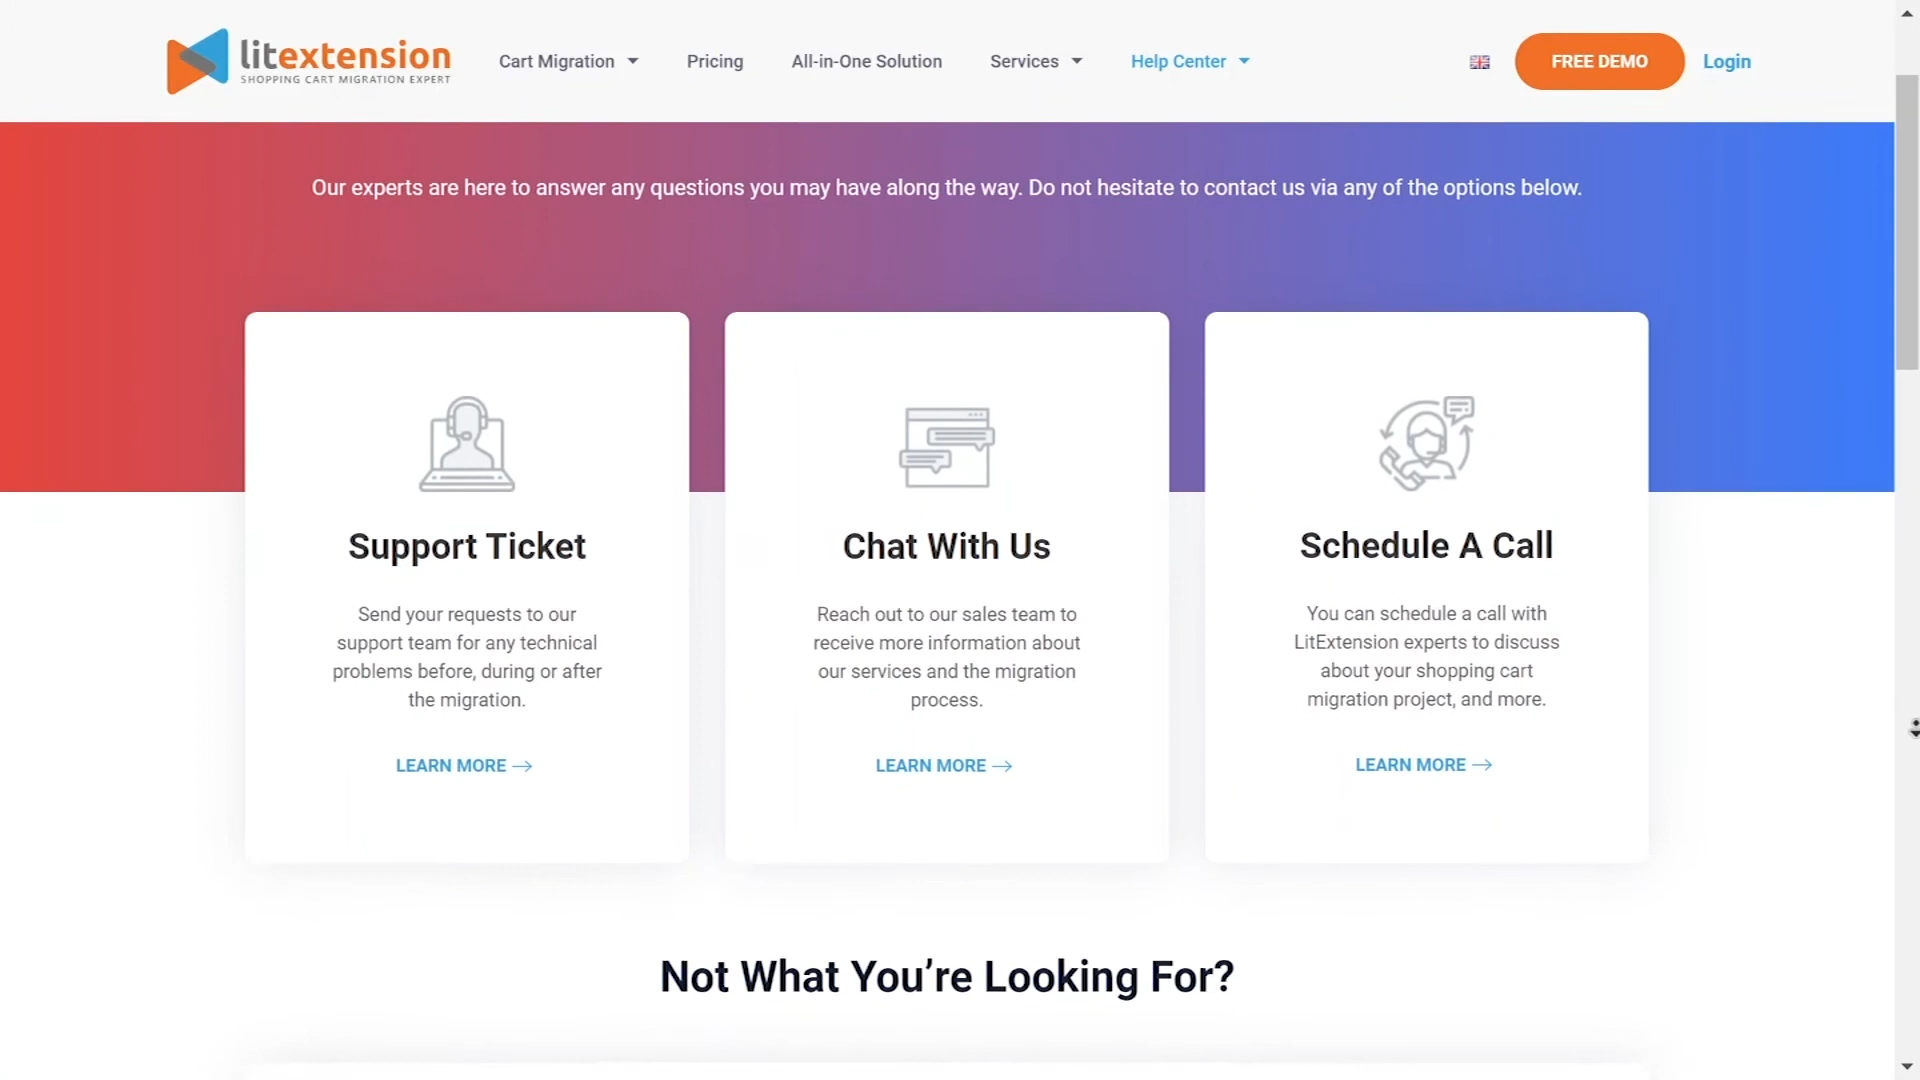 litextension
SHOPPING CART MIGRATION EXPERT
Cart Migration
Pricing
All-in-One Solution
Services
Help Center
FREE DEMO
Login
Our experts are here to answer any questions you may have along the way. Do not hesitate to contact us via any of the options below.
Support Ticket
Send your requests to our
support team for any technical
problems before, during or after
the migration.
LEARN MORE
Chat With Us
Reach out to our sales team to
receive more information about
our services and the migration
process.
LEARN MORE
Schedule A Call
You can schedule a call with
LitExtension experts to discuss
about your shopping cart
migration project, and more.
LEARN MORE
Not What You’re Looking For?